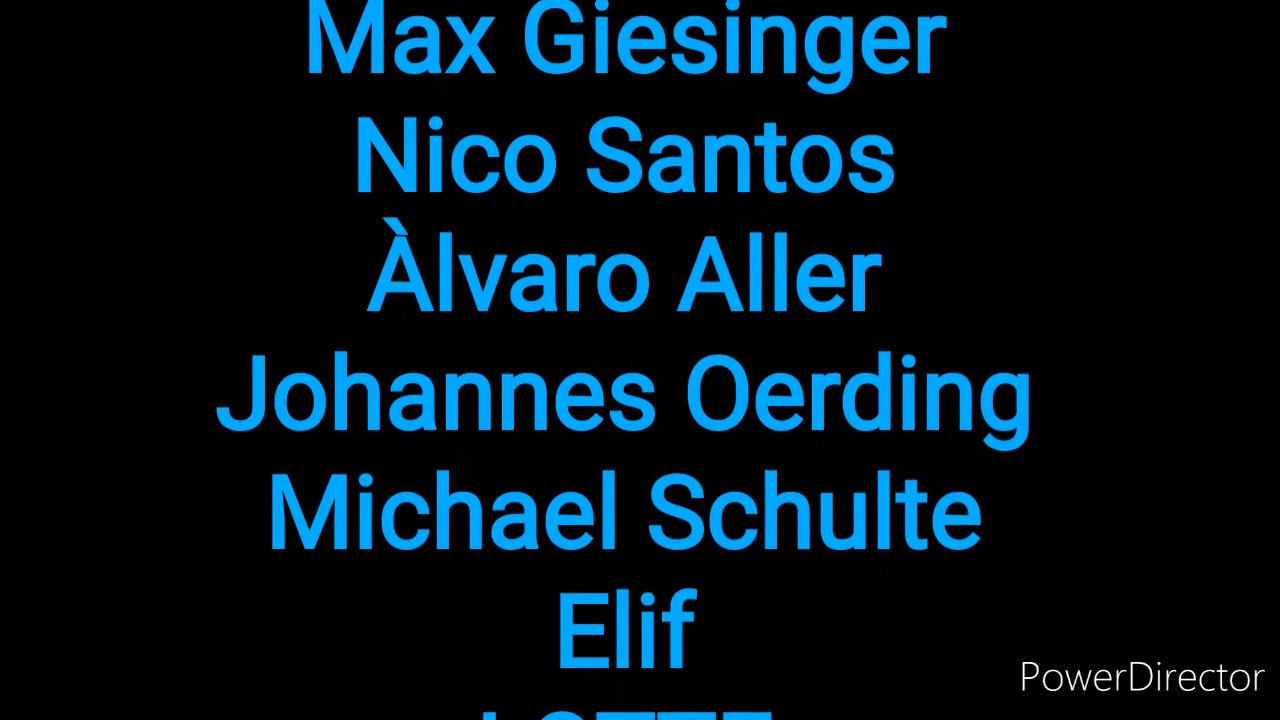 Max Giesinger
Nico Santos
Àlvaro Aller
Johannes Oerding
Michael Schulte
Elif
PowerDirector